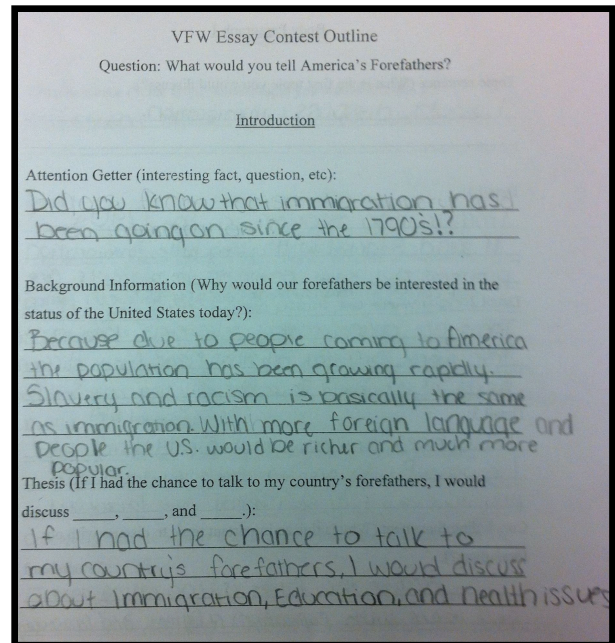 VFW Essay Contest Outline
Question: What would you tell America's Forefathers?
Introduction
Attention Getter (interesting fact, question, etc):
Did you know that immigration has
been going on since the 1790's!?
Background Information (Why would our forefathers be interested in the
status of the United States today?):
Because due to people coming to America
the population has been growing rapidly.
Slavery and racism is basically the same
as immigration. With more foreign language and
people the U.S. would be richer and much more
popular.
Thesis (If I had the chance to talk to my country's forefathers, I would
discuss ______, ______, and ______.):
If I had the chance to talk to
my country's forefathers, I would discuss
about Immigration, Education, and health issues